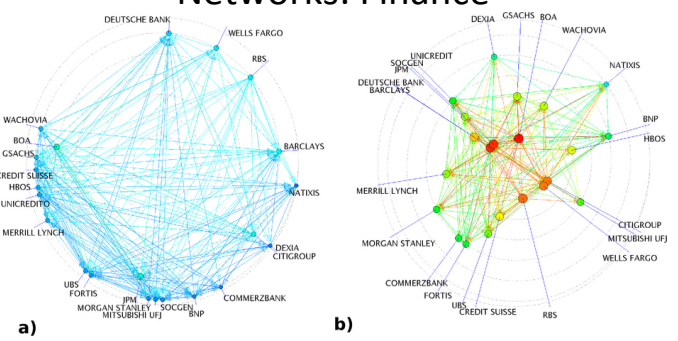 Networks: Finance
DEUTSCHE BANK
WELLS FARGO
RBS
WACHOVIA
BOA
GSACHS
CREDIT SUISSE
HBOS
UNICREDITO
MERRILL LYNCH
BARCLAYS
NATIXIS
DEXIA
CITIGROUP
UBS
FORTIS
JPM
MORGAN STANLEY
MITSUBISHI UFJ
SOCGEN
BNP
COMMERZBANK
a)
DEXIA
GSACHS
BOA
WACHOVIA
UNICREDIT
SOCGEN
JPM
DEUTSCHE BANK
BARCLAYS
NATIXIS
BNP
HBOS
MERRILL LYNCH
MORGAN STANLEY
CITIGROUP
MITSUBISHI UFJ
WELLS FARGO
COMMERZBANK
FORTIS
UBS
CREDIT SUISSE
RBS
b)